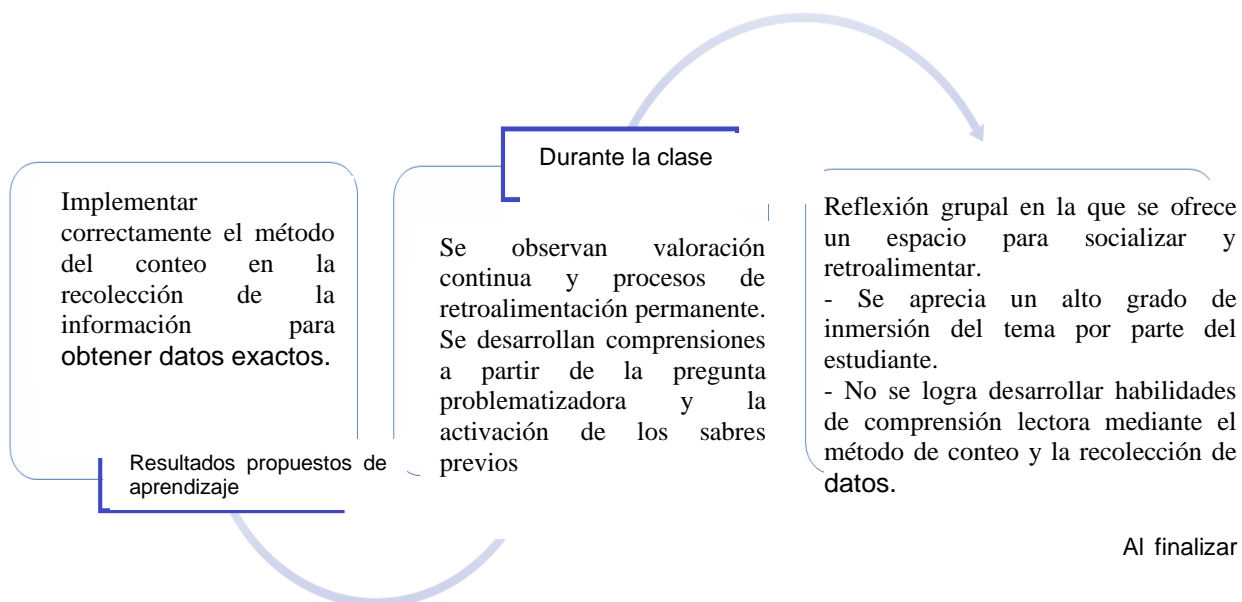 Implementar
correctamente el método
del conteo en la
recolección de la
información para
obtener datos exactos.
Resultados propuestos de
aprendizaje
Durante la clase
Se observan valoración
continua y procesos de
retroalimentación permanente.
Se desarrollan comprensiones
a partir de la pregunta
problematizadora y la
activación de los sabres
previos
Reflexión grupal en la que se ofrece
un espacio para socializar y
retroalimentar.
- Se aprecia un alto grado de
inmersión del tema por parte del
estudiante.
- No se logra desarrollar habilidades
de comprensión lectora mediante el
método de conteo y la recolección de
datos.
Al finalizar